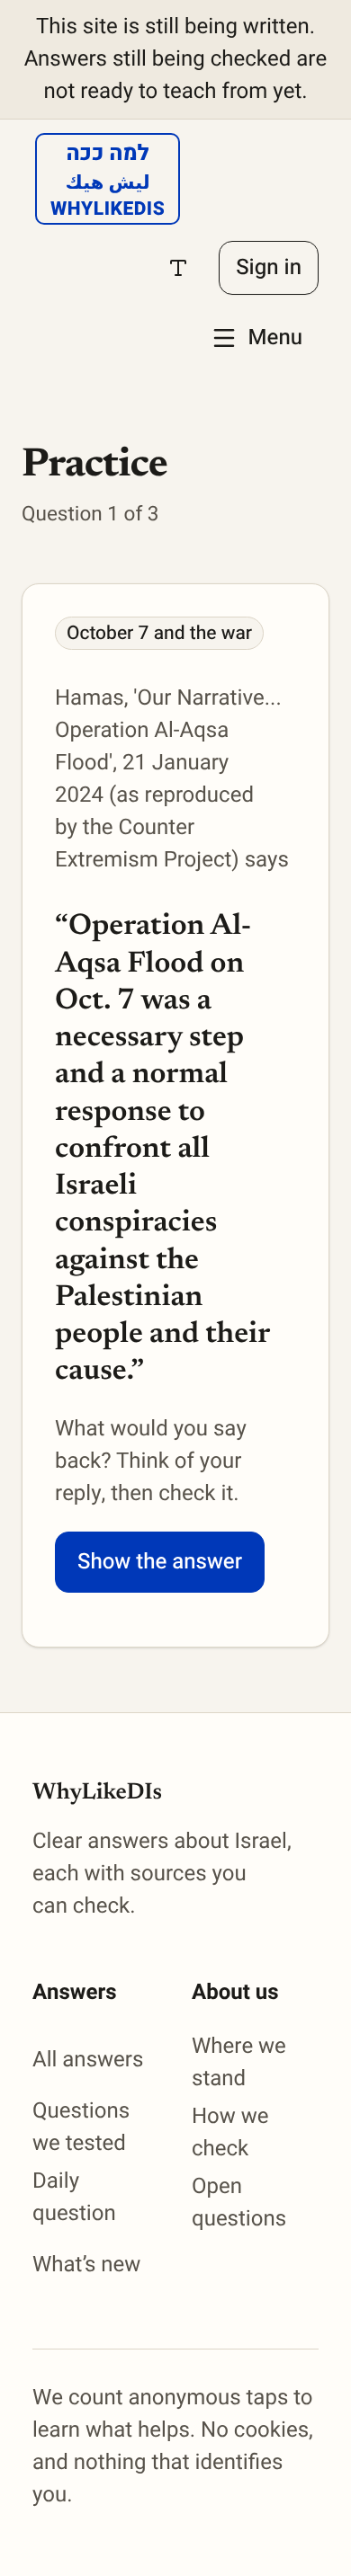 This site is still being written.
Answers still being checked are
not ready to teach from yet.
למה ככה
ليش هيك
WHYLIKEDIS
Sign in
Menu
Practice
Question 1 of 3
October 7 and the war
Hamas, 'Our Narrative...
Operation Al-Aqsa
Flood', 21 January
2024 (as reproduced
by the Counter
Extremism Project) says
“Operation Al-
Aqsa Flood on
Oct. 7 was a
necessary step
and a normal
response to
confront all
Israeli
conspiracies
against the
Palestinian
people and their
cause.”
What would you say
back? Think of your
reply, then check it.
Show the answer
WhyLikeDIs
Clear answers about Israel,
each with sources you
can check.
Answers
All answers
Questions
we tested
Daily
question
What’s new
About us
Where we
stand
How we
check
Open
questions
We count anonymous taps to
learn what helps. No cookies,
and nothing that identifies
you.